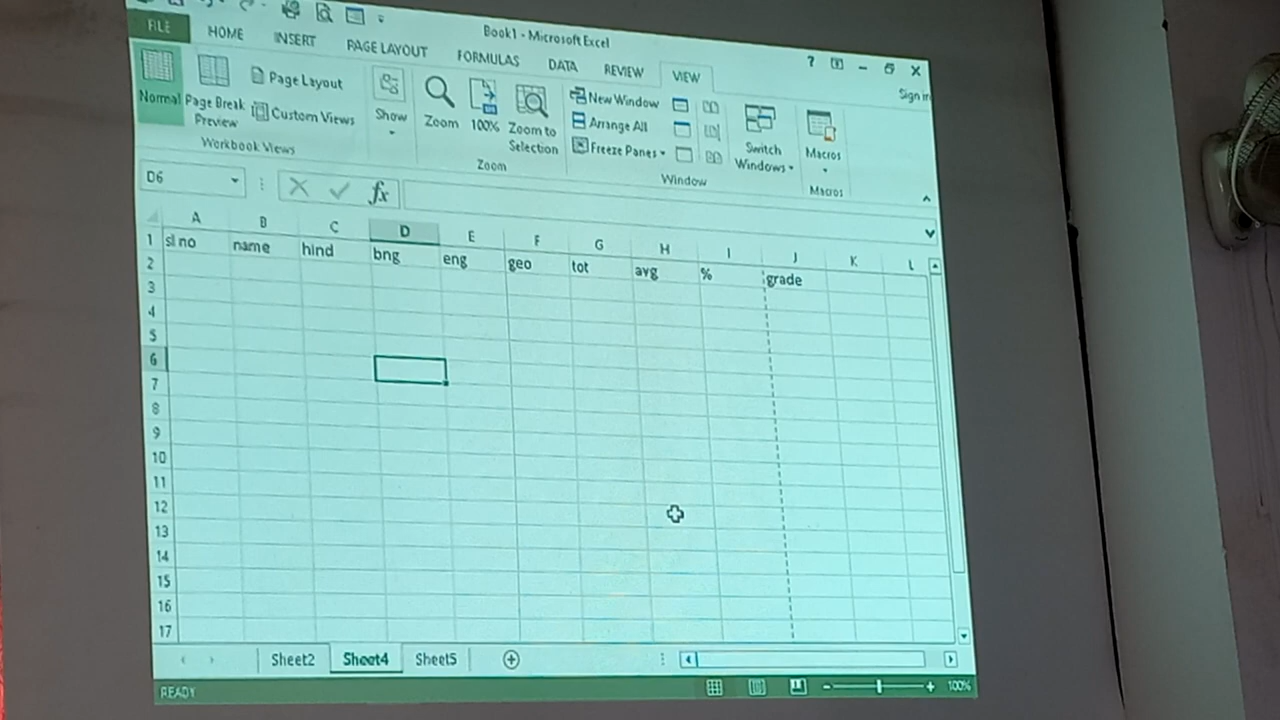 Book1 - Microsoft Excel
?
FILE HOME INSERT PAGE LAYOUT FORMULAS DATA REVIEW VIEW
Sign in
Normal Page Break Preview Page Layout Custom Views
Workbook Views
Show
Zoom 100% Zoom to Selection
Zoom
New Window
Arrange All
Freeze Panes
Switch Windows
Window
Macros
Macros
D6 fx
A B C D E F G H I J K L
1 sl no name hind bng eng geo tot avg % grade
2
3
4
5
6
7
8
9
10
11
12
13
14
15
16
17
Sheet2 Sheet4 Sheet5
READY 100%